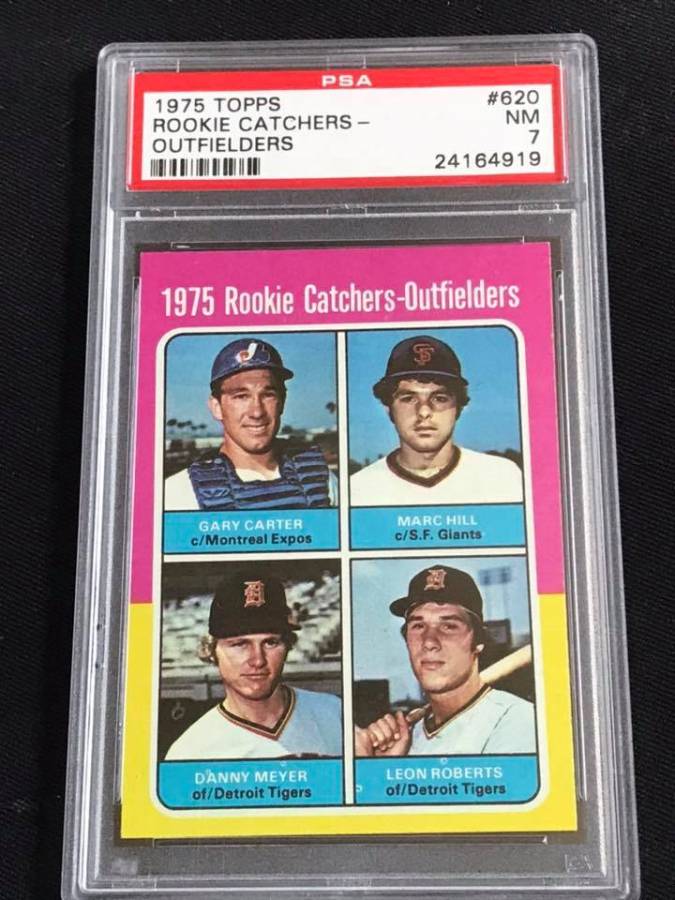 PSA
1975 TOPPS #620
ROOKIE CATCHERS- NM
OUTFIELDERS 7
24164919
1975 Rookie Catchers-Outfielders
GARY CARTER
c/Montreal Expos
MARC HILL
c/S.F. Giants
DANNY MEYER
of/Detroit Tigers
LEON ROBERTS
of/Detroit Tigers
SF
D
D